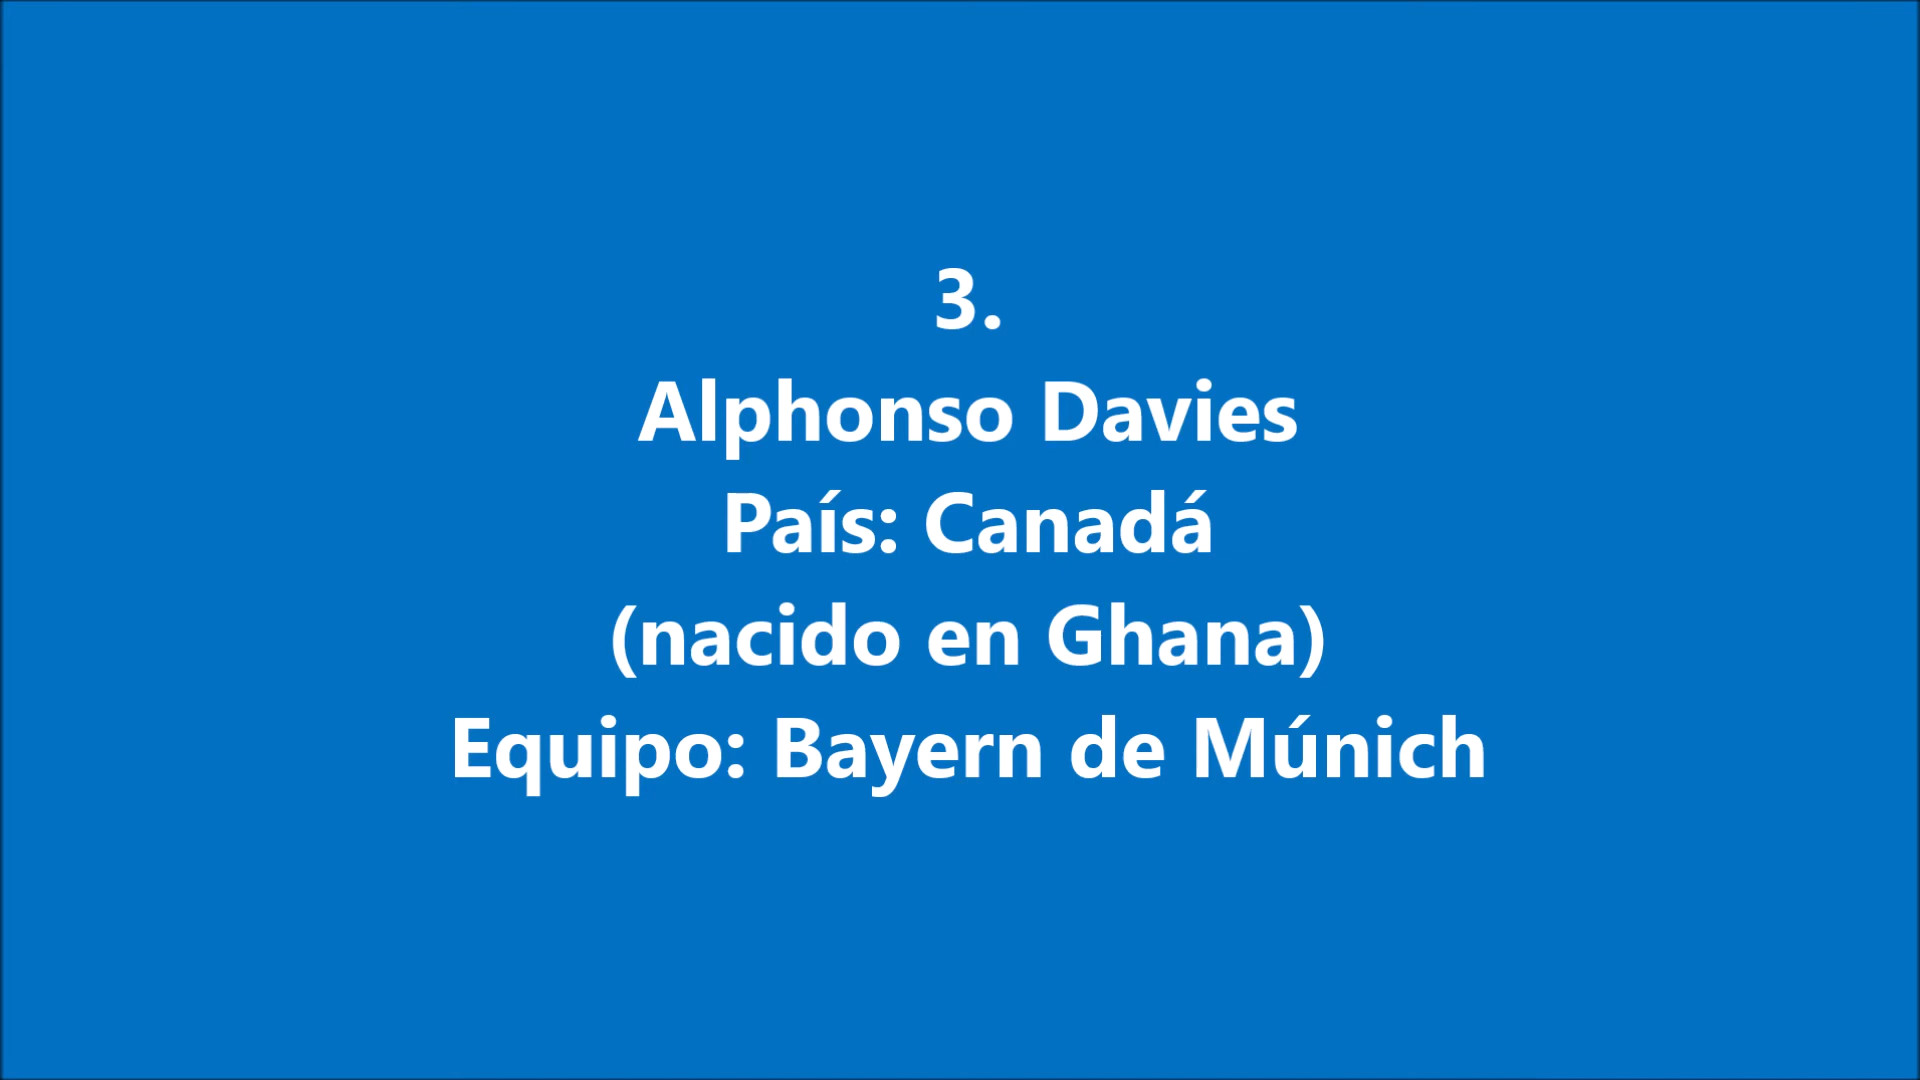 3.
Alphonso Davies
País: Canadá
(nacido en Ghana)
Equipo: Bayern de Múnich